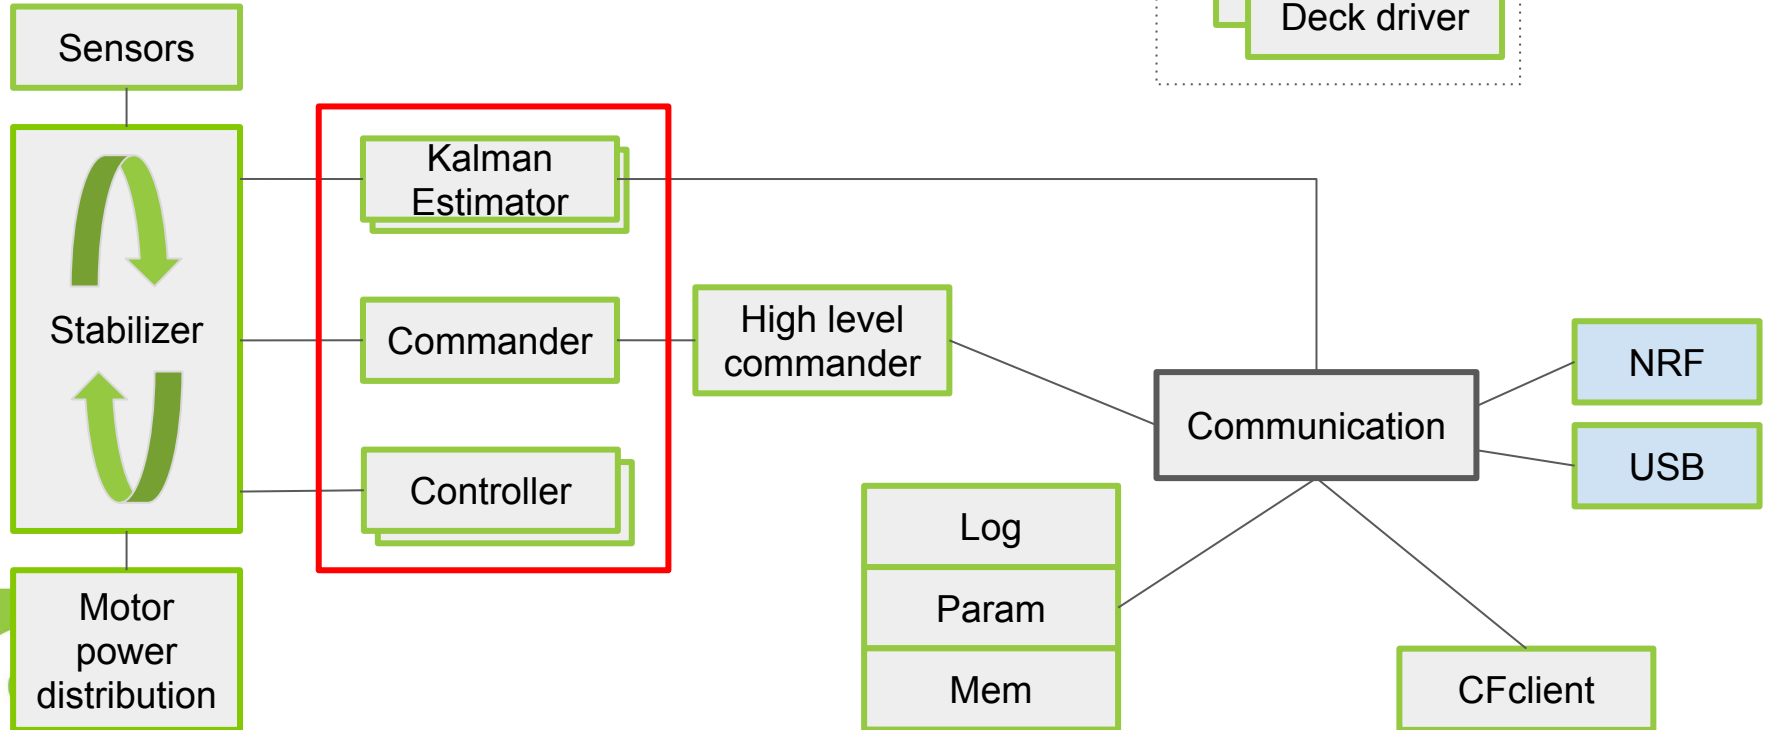 Deck driver
Sensors
Kalman
Estimator
Stabilizer
Commander
High level
commander
NRF
Communication
USB
Controller
Log
Param
Mem
Motor
power
distribution
CFclient